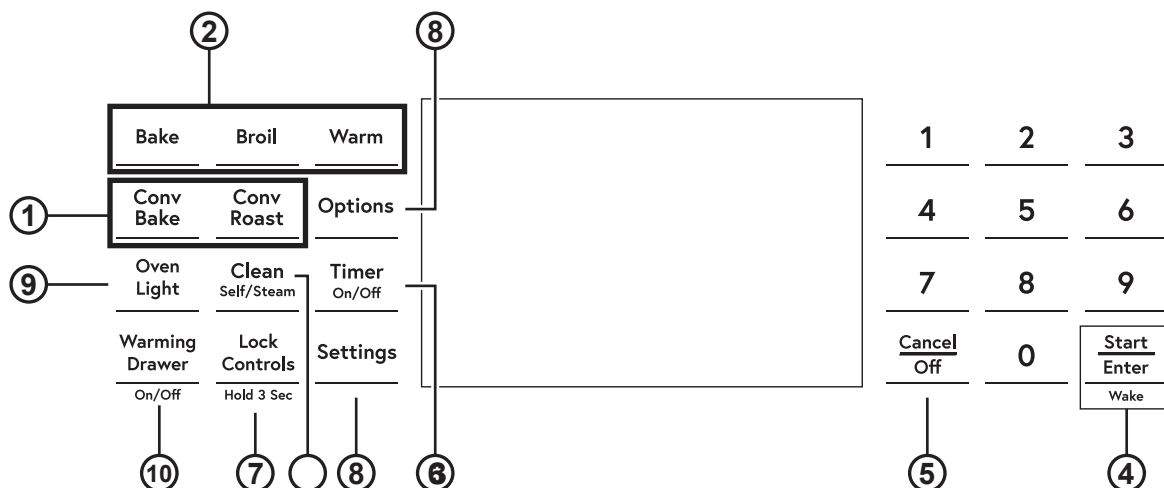 2
8
Bake Broil Warm
1 2 3
1
Conv Bake
Conv Roast
Options
4 5 6
9
Oven Light
Clean
Self/Steam
Timer
On/Off
7 8 9
Warming Drawer
On/Off
Lock Controls
Hold 3 Sec
Settings
Cancel
Off
0
Start
Enter
Wake
10 7 8 5 4